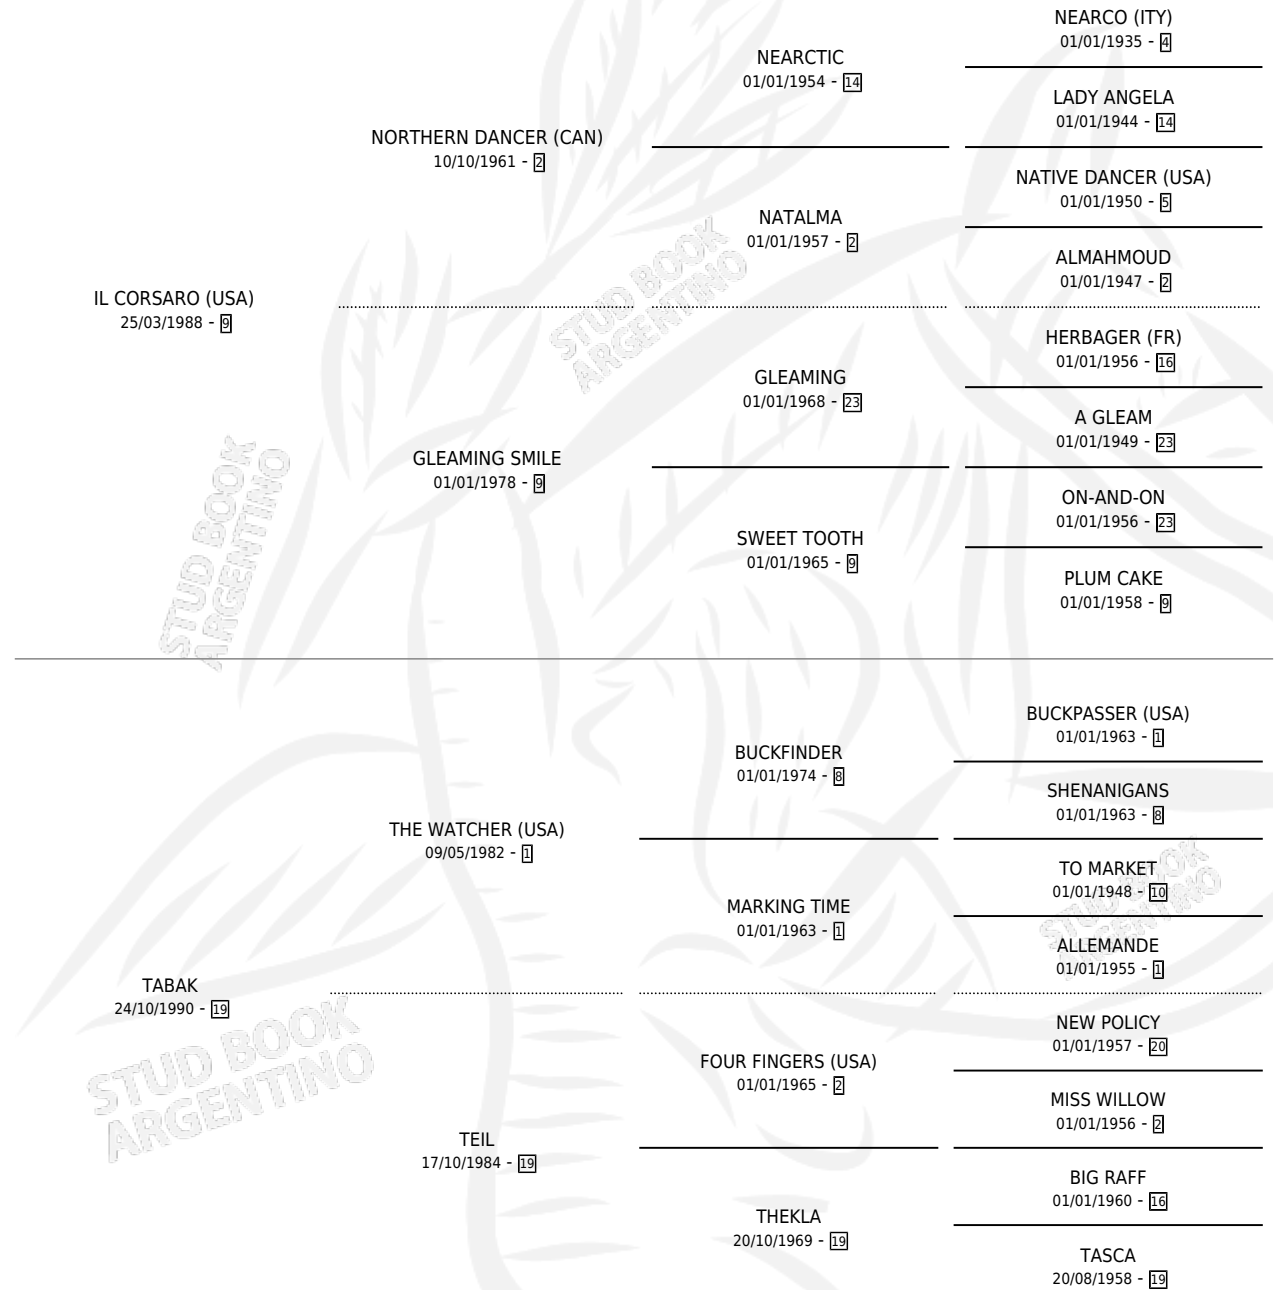 NEARCO (ITY)
01/01/1935 - 4
NEARCTIC
01/01/1954 - 14
LADY ANGELA
01/01/1944 - 14
NORTHERN DANCER (CAN)
10/10/1961 - 2
NATIVE DANCER (USA)
01/01/1950 - 5
NATALMA
01/01/1957 - 2
ALMAHMOUD
01/01/1947 - 2
IL CORSARO (USA)
25/03/1988 - 9
HERBAGER (FR)
01/01/1956 - 16
GLEAMING
01/01/1968 - 23
A GLEAM
01/01/1949 - 23
GLEAMING SMILE
01/01/1978 - 9
ON-AND-ON
01/01/1956 - 23
SWEET TOOTH
01/01/1965 - 9
PLUM CAKE
01/01/1958 - 9
BUCKPASSER (USA)
01/01/1963 - 1
BUCKFINDER
01/01/1974 - 8
SHENANIGANS
01/01/1963 - 8
THE WATCHER (USA)
09/05/1982 - 1
TO MARKET
01/01/1948 - 10
MARKING TIME
01/01/1963 - 1
ALLEMANDE
01/01/1955 - 1
TABAK
24/10/1990 - 19
NEW POLICY
01/01/1957 - 20
FOUR FINGERS (USA)
01/01/1965 - 2
MISS WILLOW
01/01/1956 - 2
TEIL
17/10/1984 - 19
BIG RAFF
01/01/1960 - 16
THEKLA
20/10/1969 - 19
TASCA
20/08/1958 - 19
STUD BOOK
ARGENTINO
STUD BOOK
ARGENTINO
STUD BOOK
ARGENTINO
STUD BOOK
ARGENTINO